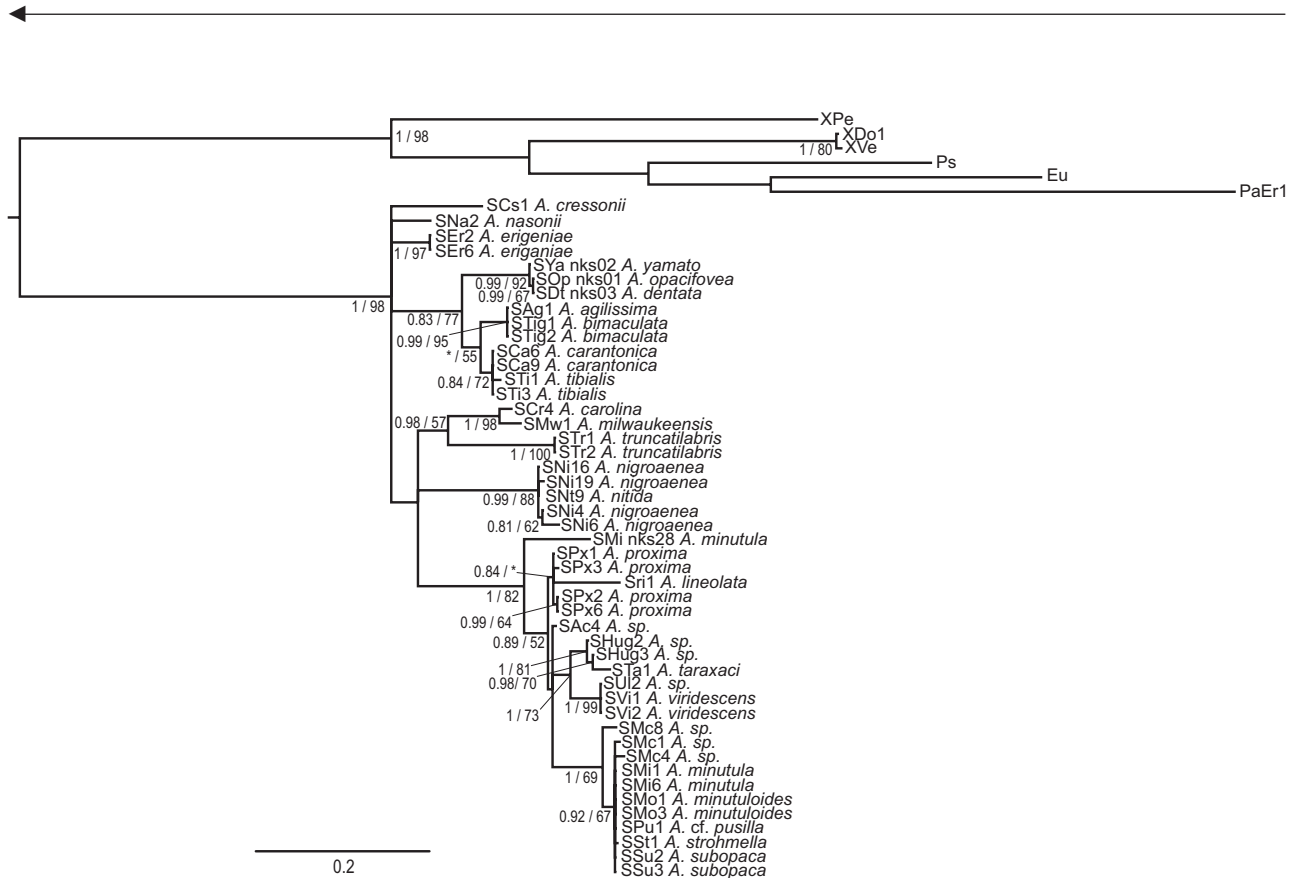 XPe
1 / 98
XDo1
1 / 80
XVe
Ps
Eu
PaEr1
SCs1 A. cressonii
SNa2 A. nasonii
SEr2 A. erigeniae
1 / 97
SEr6 A. eriganiae
SYa nks02 A. yamato
0.99 / 92
SOp nks01 A. opacifovea
0.99 / 67
SDt nks03 A. dentata
1 / 98
SAg1 A. agilissima
0.83 / 77
STig1 A. bimaculata
STig2 A. bimaculata
0.99 / 95
SCa6 A. carantonica
* / 55
SCa9 A. carantonica
0.84 / 72
STi1 A. tibialis
STi3 A. tibialis
SCr4 A. carolina
0.98 / 57
1 / 98
SMw1 A. milwaukeensis
STr1 A. truncatilabris
1 / 100
STr2 A. truncatilabris
SNi16 A. nigroaenea
SNi19 A. nigroaenea
0.99 / 88
SNt9 A. nitida
SNi4 A. nigroaenea
0.81 / 62
SNi6 A. nigroaenea
SMi nks28 A. minutula
SPx1 A. proxima
0.84 / *
SPx3 A. proxima
Sri1 A. lineolata
1 / 82
SPx2 A. proxima
SPx6 A. proxima
0.99 / 64
SAc4 A. sp.
0.89 / 52
SHug2 A. sp.
SHug3 A. sp.
1 / 81
STa1 A. taraxaci
0.98/ 70
SUl2 A. sp.
SVi1 A. viridescens
1 / 99
SVi2 A. viridescens
1 / 73
SMc8 A. sp.
SMc1 A. sp.
SMc4 A. sp.
1 / 69
SMi1 A. minutula
SMi6 A. minutula
SMo1 A. minutuloides
SMo3 A. minutuloides
0.92 / 67
SPu1 A. cf. pusilla
SSt1 A. strohmella
SSu2 A. subopaca
SSu3 A. subopaca
0.2